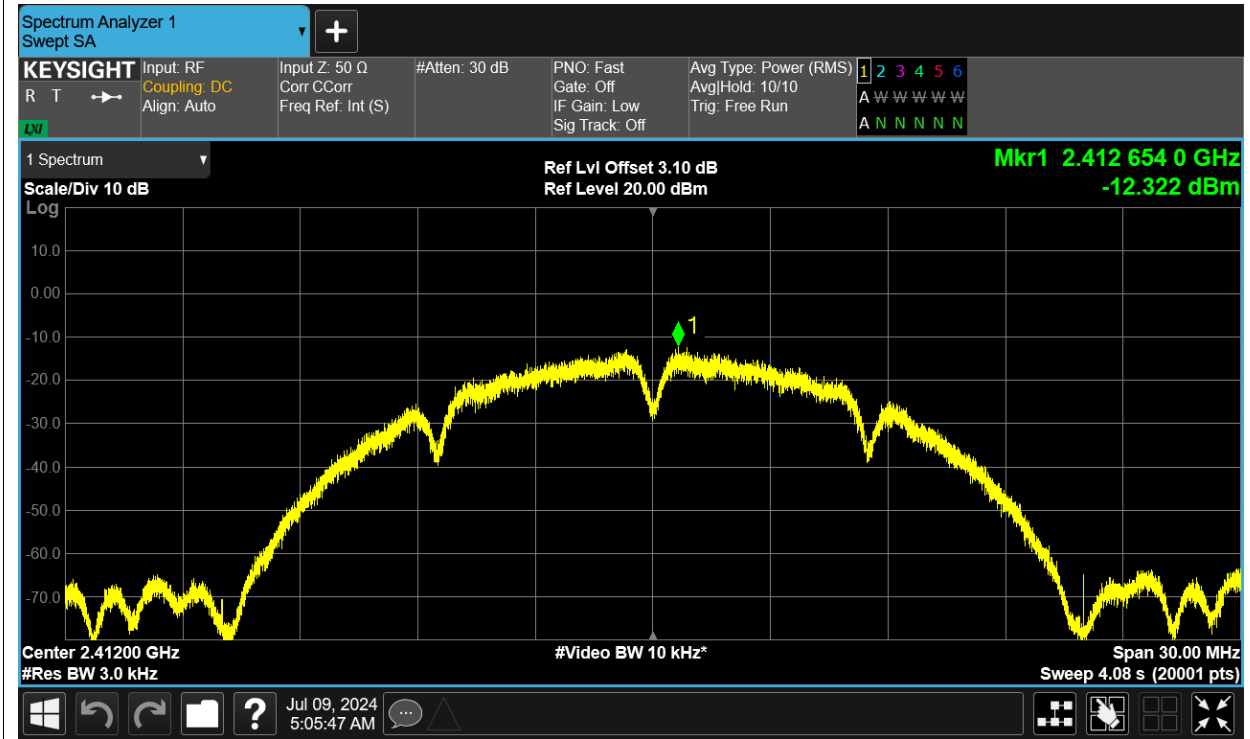 Spectrum Analyzer 1
Swept SA
+
KEYSIGHT
R T
LXI
Input: RF
Coupling: DC
Align: Auto
Input Z: 50 Ω
Corr CCorr
Freq Ref: Int (S)
#Atten: 30 dB
PNO: Fast
Gate: Off
IF Gain: Low
Sig Track: Off
Avg Type: Power (RMS)
Avg|Hold: 10/10
Trig: Free Run
1 2 3 4 5 6
A W W W W W
A N N N N N
1 Spectrum
Scale/Div 10 dB
Log
Ref Lvl Offset 3.10 dB
Ref Level 20.00 dBm
Mkr1 2.412 654 0 GHz
-12.322 dBm
10.0
0.00
-10.0
-20.0
-30.0
-40.0
-50.0
-60.0
-70.0
1
Center 2.41200 GHz
#Res BW 3.0 kHz
#Video BW 10 kHz*
Span 30.00 MHz
Sweep 4.08 s (20001 pts)
?
Jul 09, 2024
5:05:47 AM